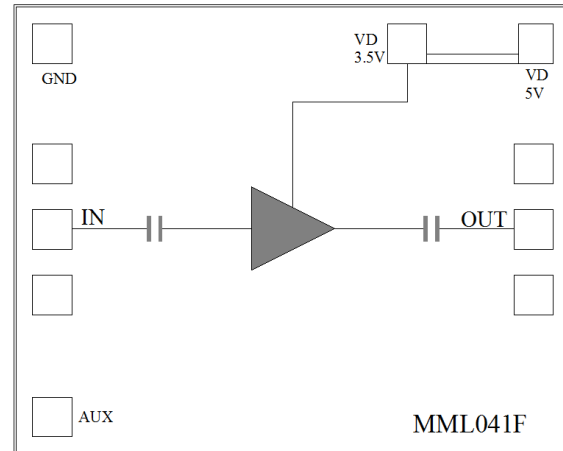 VD
3.5V
GND
VD
5V
IN
OUT
AUX
MML041F